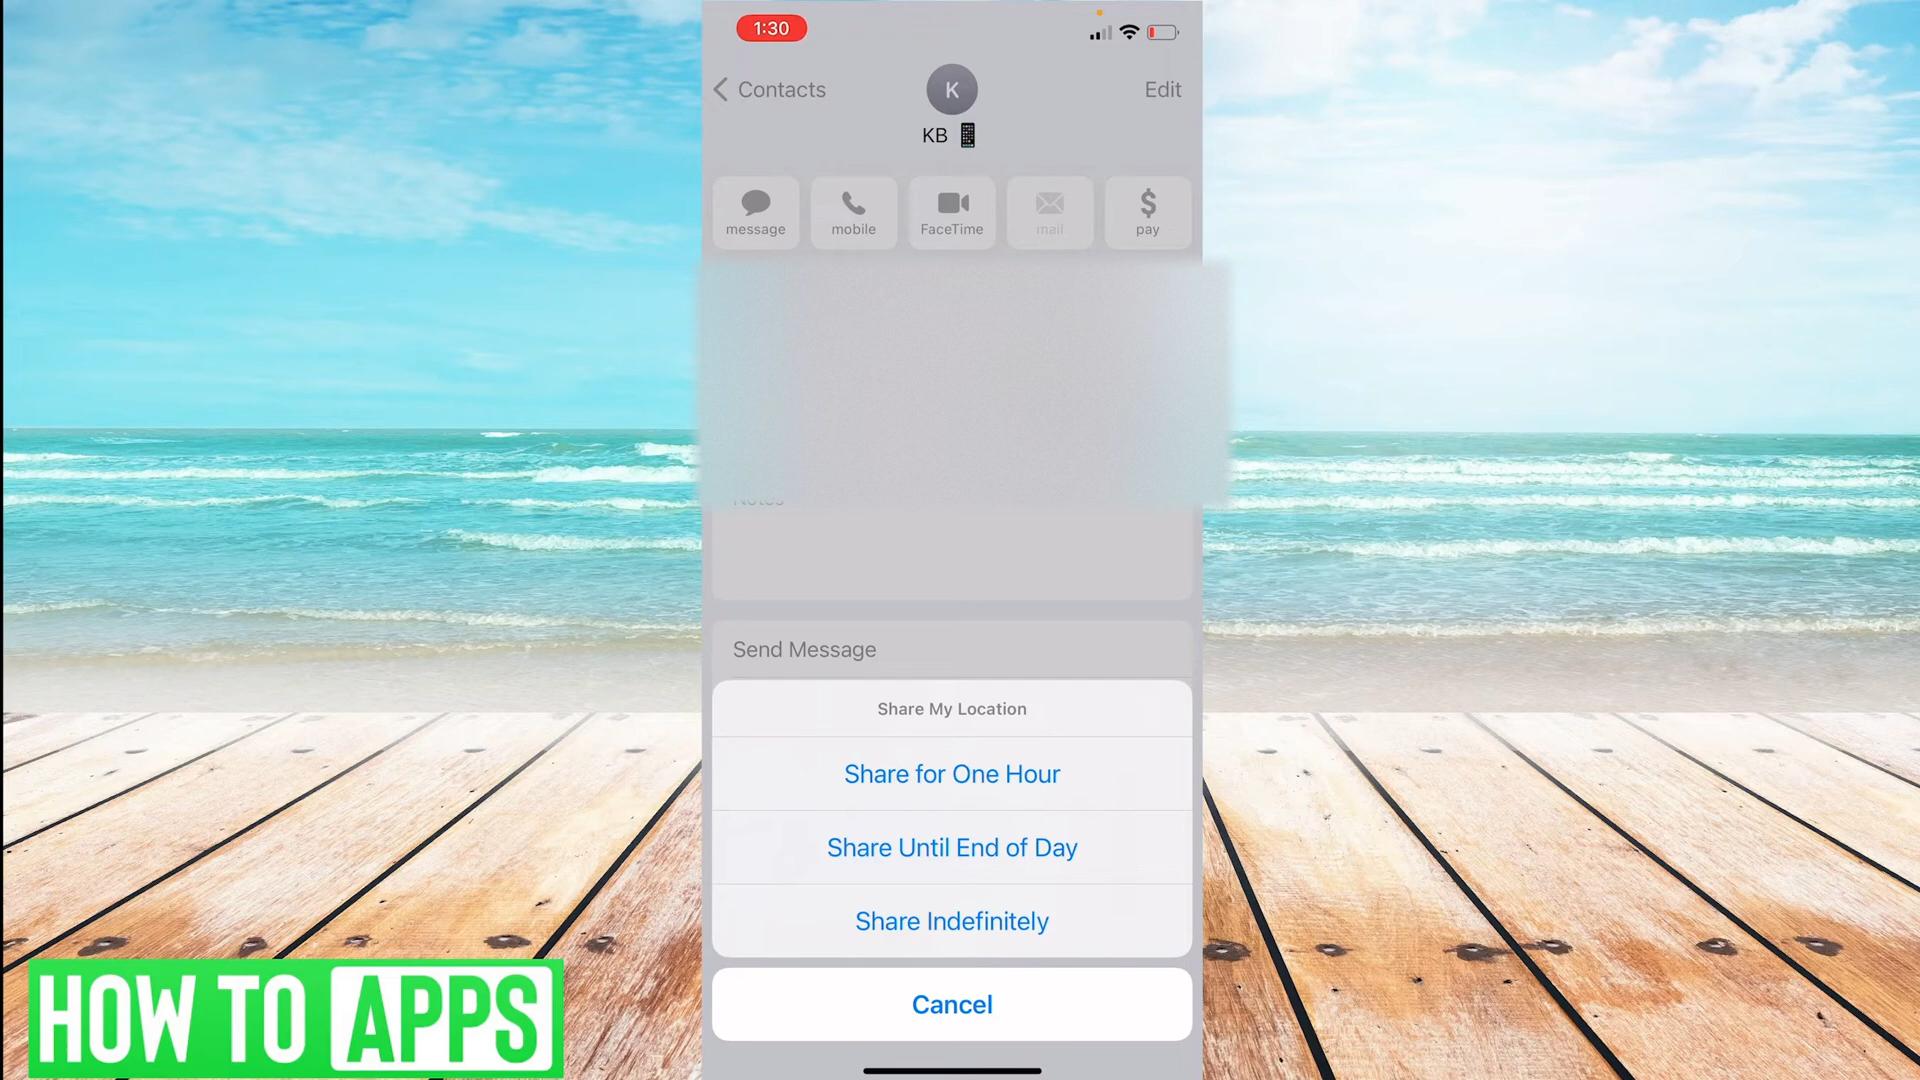 1:30
Contacts
K
Edit
KB
message
mobile
FaceTime
mail
$
pay
Notes
Send Message
Share My Location
Share for One Hour
Share Until End of Day
Share Indefinitely
Cancel
HOW TO APPS